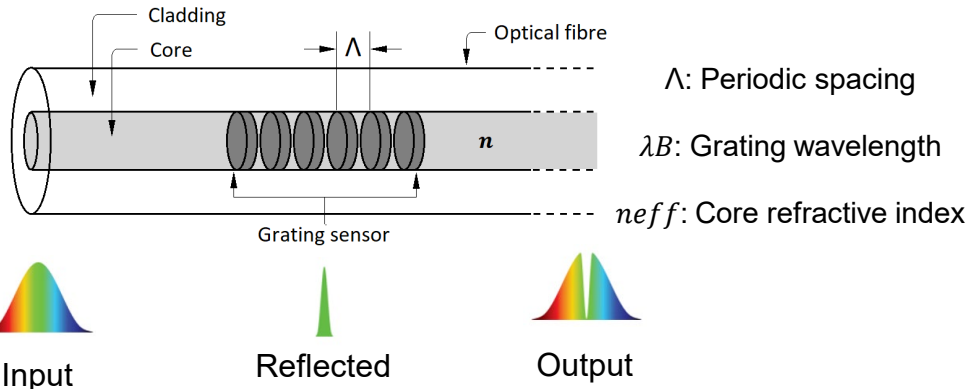 Cladding
Core
Λ
Optical fibre
n
Grating sensor
Λ: Periodic spacing
λB: Grating wavelength
neff: Core refractive index
Input
Reflected
Output